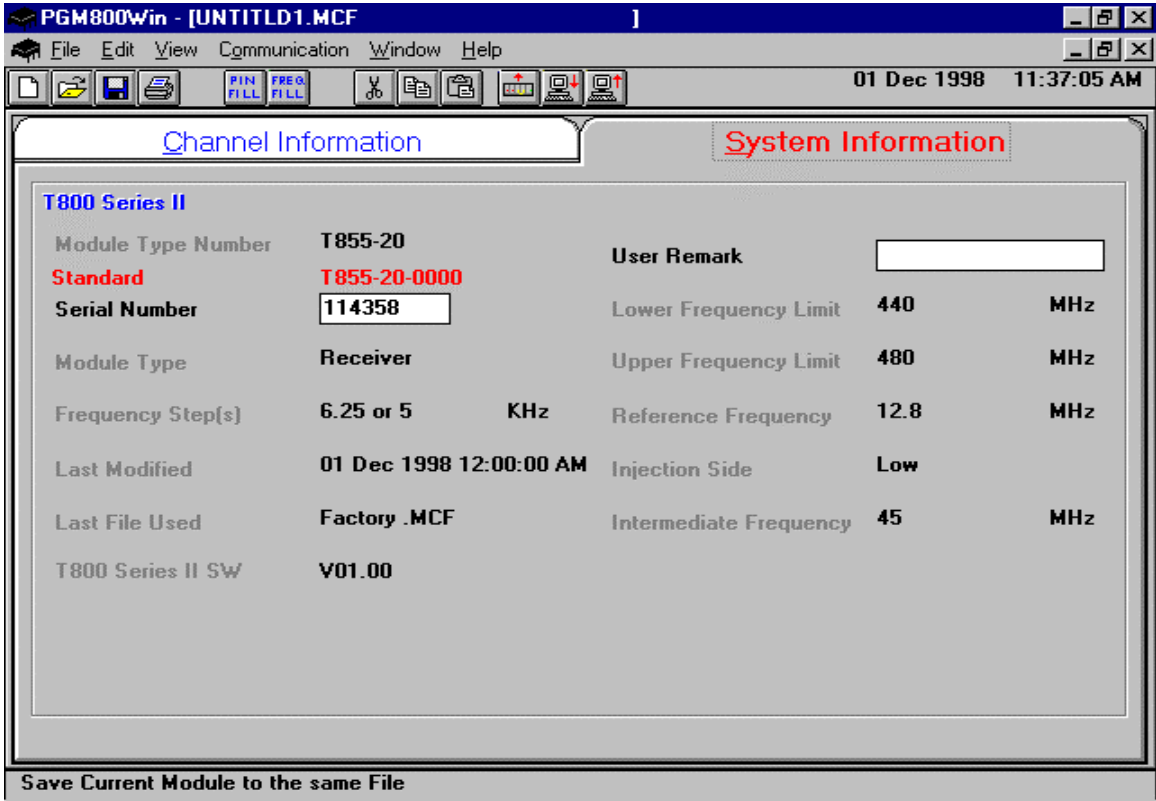 PGM800Win - [UNTITLD1.MCF ]
File Edit View Communication Window Help
PIN FILL FREQ FILL 01 Dec 1998 11:37:05 AM
Channel Information System Information
T800 Series II
Module Type Number T855-20
Standard T855-20-0000
Serial Number 114358
Module Type Receiver
Frequency Step(s) 6.25 or 5 KHz
Last Modified 01 Dec 1998 12:00:00 AM
Last File Used Factory .MCF
T800 Series II SW V01.00
User Remark
Lower Frequency Limit 440 MHz
Upper Frequency Limit 480 MHz
Reference Frequency 12.8 MHz
Injection Side Low
Intermediate Frequency 45 MHz
Save Current Module to the same File